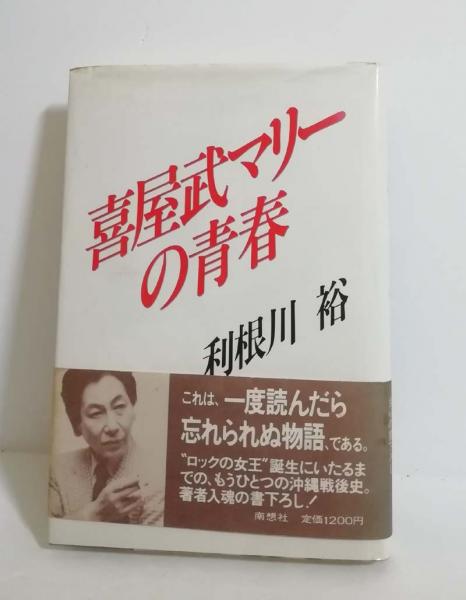 喜屋武マリー
の青春
利根川 裕
これは、一度読んだら
忘れられぬ物語、である。
"ロックの女王"誕生にいたるま
での、もうひとつの沖縄戦後史。
著者入魂の書下ろし!
南想社 定価1200円